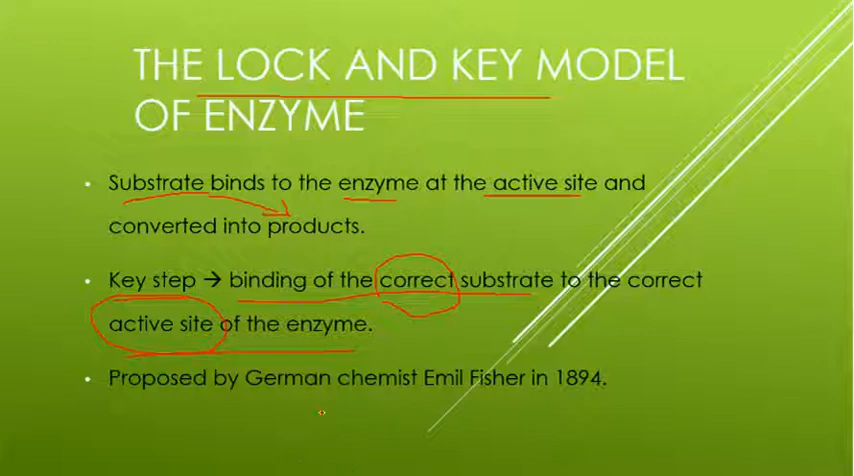 THE LOCK AND KEY MODEL
OF ENZYME
• Substrate binds to the enzyme at the active site and
converted into products.
• Key step → binding of the correct substrate to the correct
active site of the enzyme.
• Proposed by German chemist Emil Fisher in 1894.